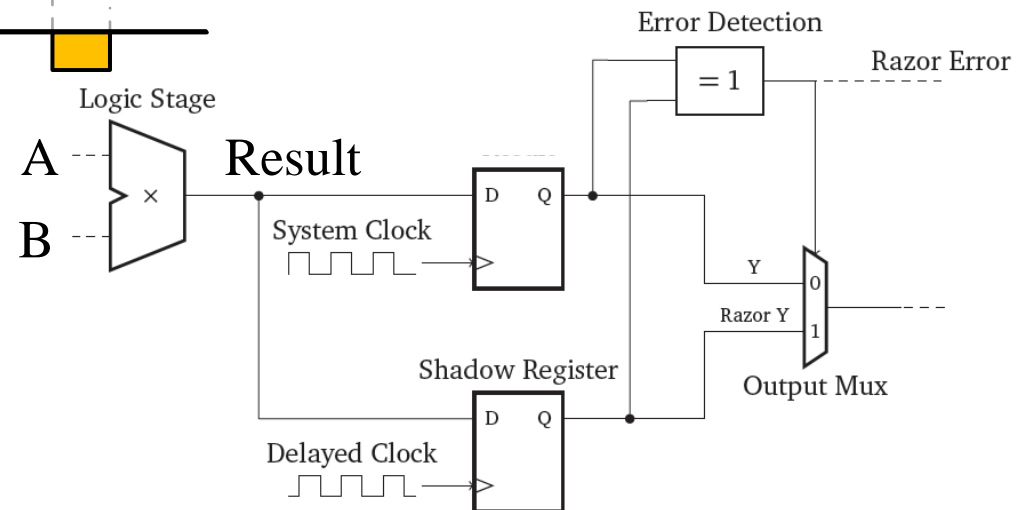 Error Detection
= 1
Razor Error
Logic Stage
A
×
B
Result
D Q
System Clock
Y
0
Razor Y
1
Output Mux
Shadow Register
D Q
Delayed Clock